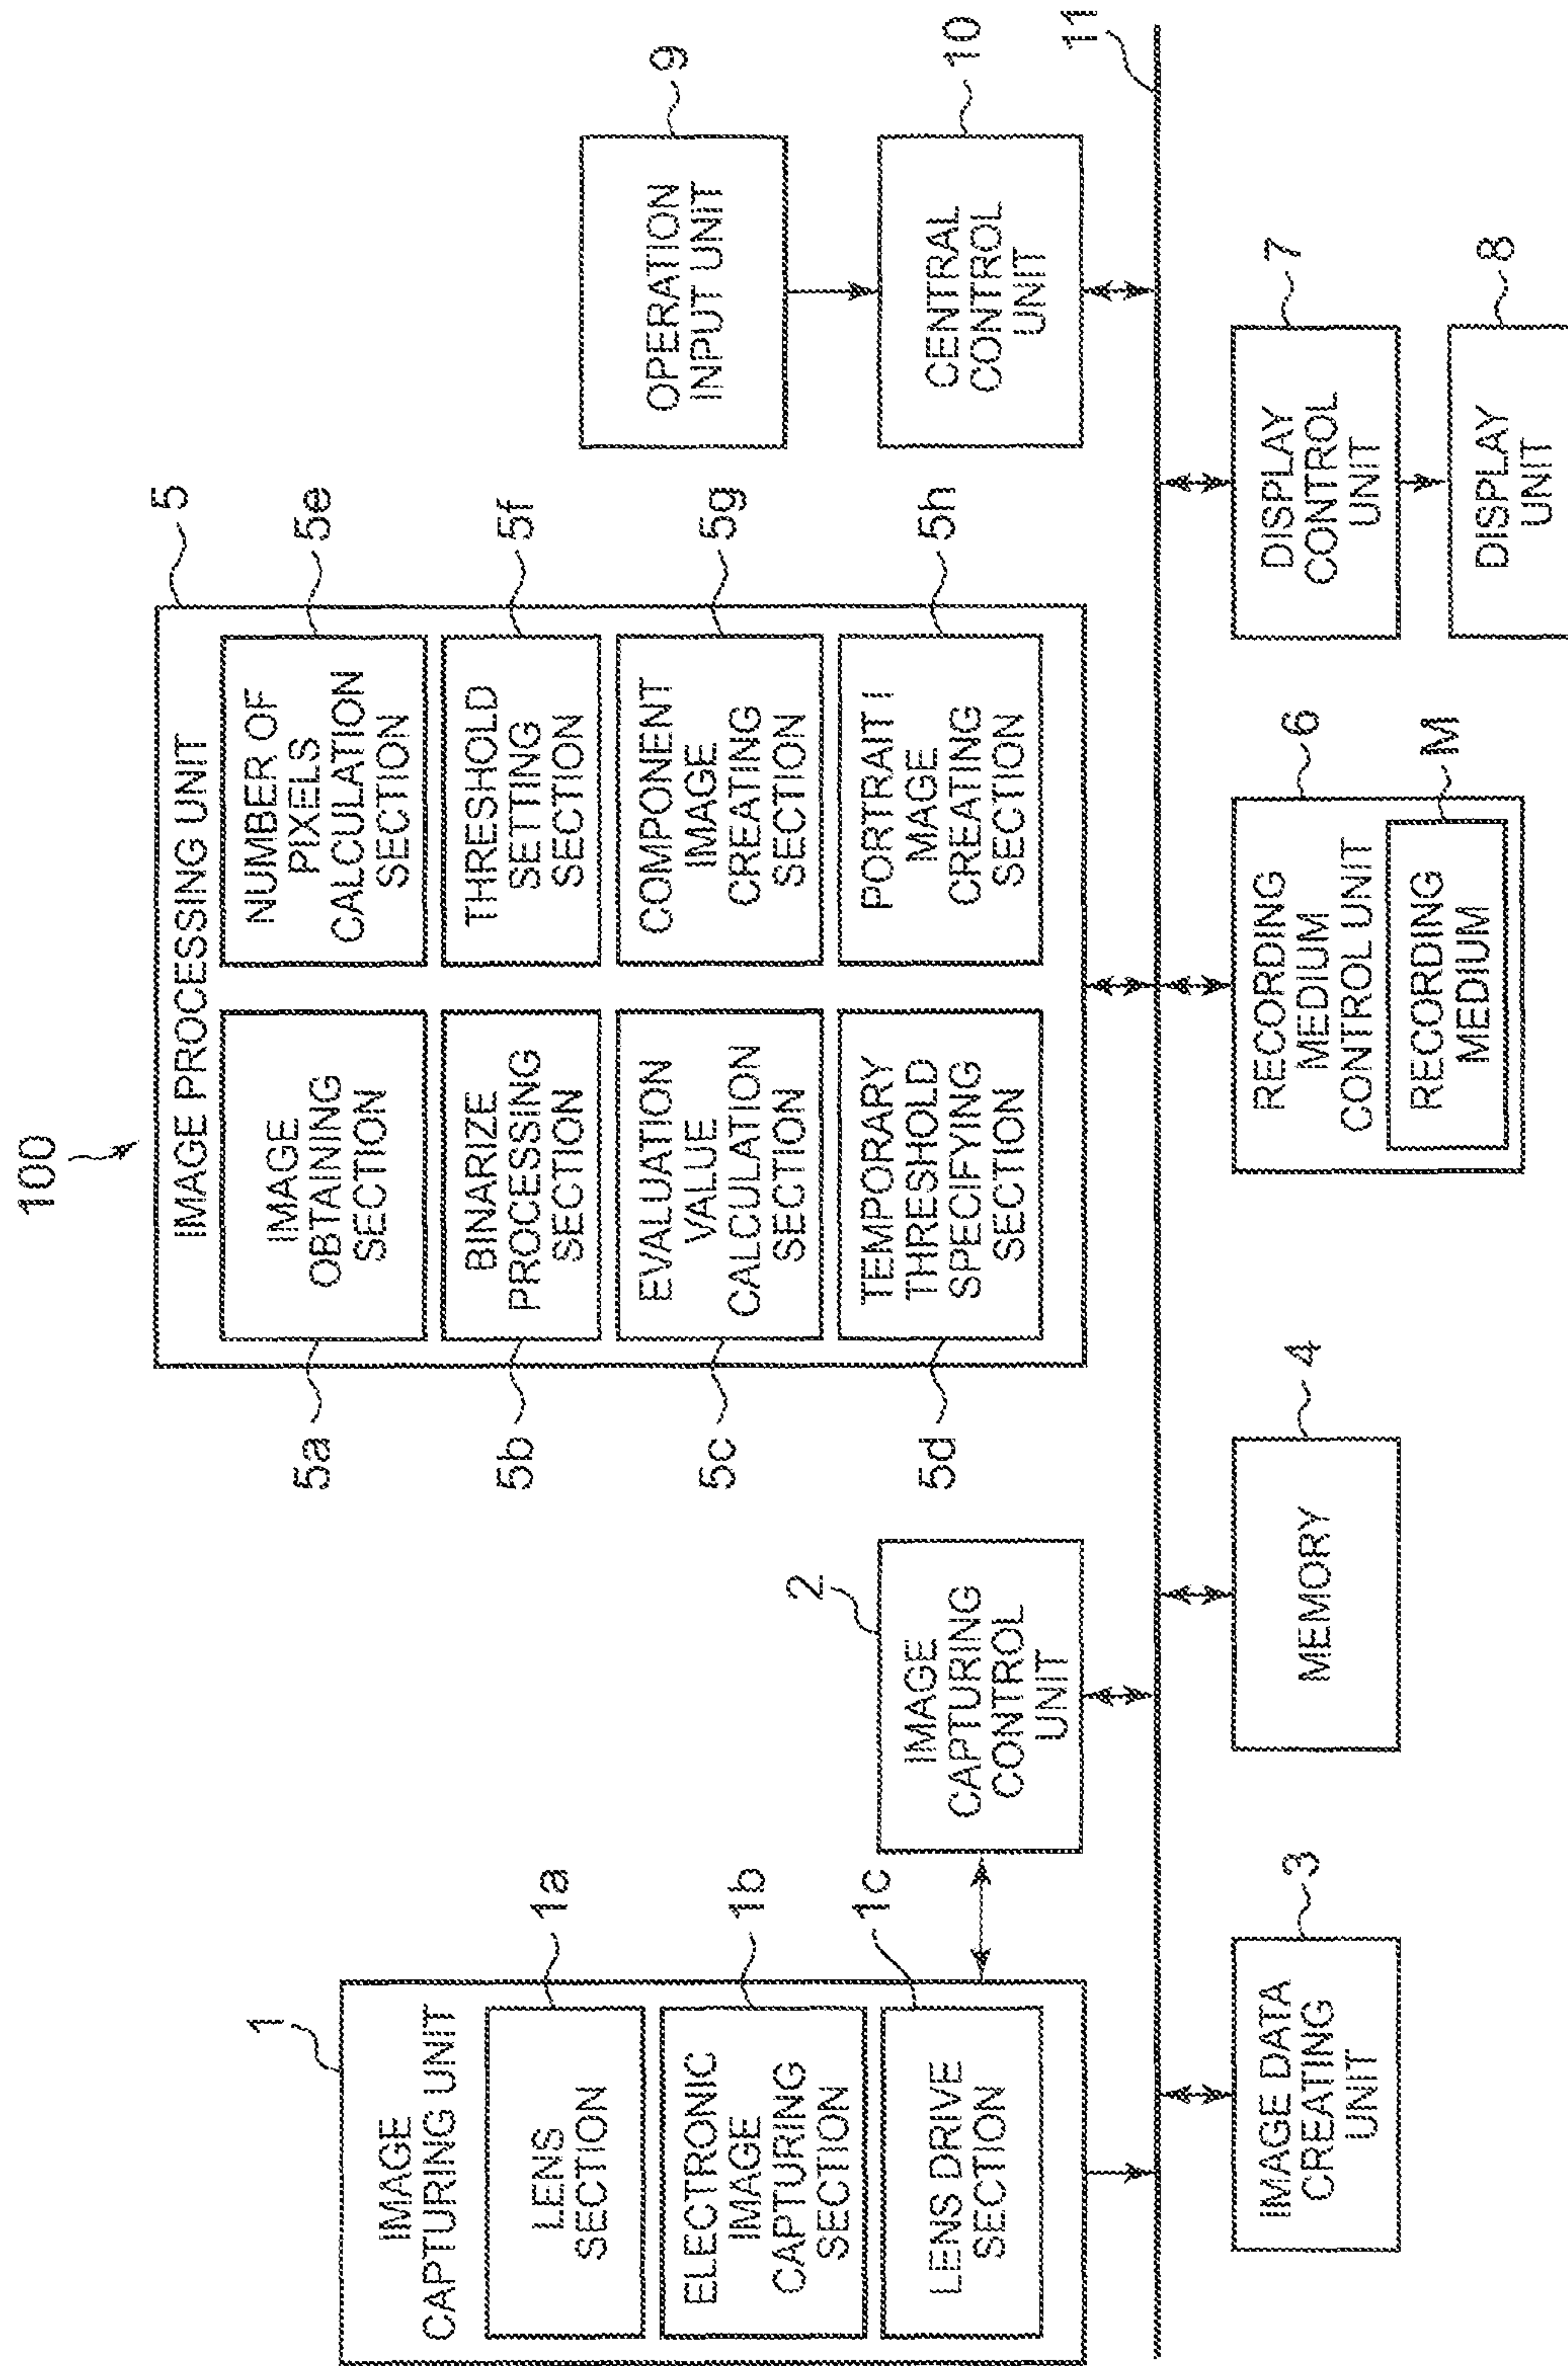 100
1
IMAGE
CAPTURING UNIT
LENS
SECTION
1a
ELECTRONIC
IMAGE
CAPTURING
SECTION
1b
LENS DRIVE
SECTION
1c
2
IMAGE
CAPTURING
CONTROL
UNIT
5
IMAGE PROCESSING UNIT
5a
IMAGE
OBTAINING
SECTION
NUMBER OF
PIXELS
CALCULATION
SECTION
5e
5b
BINARIZE
PROCESSING
SECTION
THRESHOLD
SETTING
SECTION
5f
5c
EVALUATION
VALUE
CALCULATION
SECTION
COMPONENT
IMAGE
CREATING
SECTION
5g
5d
TEMPORARY
THRESHOLD
SPECIFYING
SECTION
PORTRAIT I
MAGE
CREATING
SECTION
5h
9
OPERATION
INPUT UNIT
10
CENTRAL
CONTROL
UNIT
11
3
IMAGE DATA
CREATING
UNIT
4
MEMORY
6
RECORDING
MEDIUM
CONTROL UNIT
M
RECORDING
MEDIUM
7
DISPLAY
CONTROL
UNIT
8
DISPLAY
UNIT